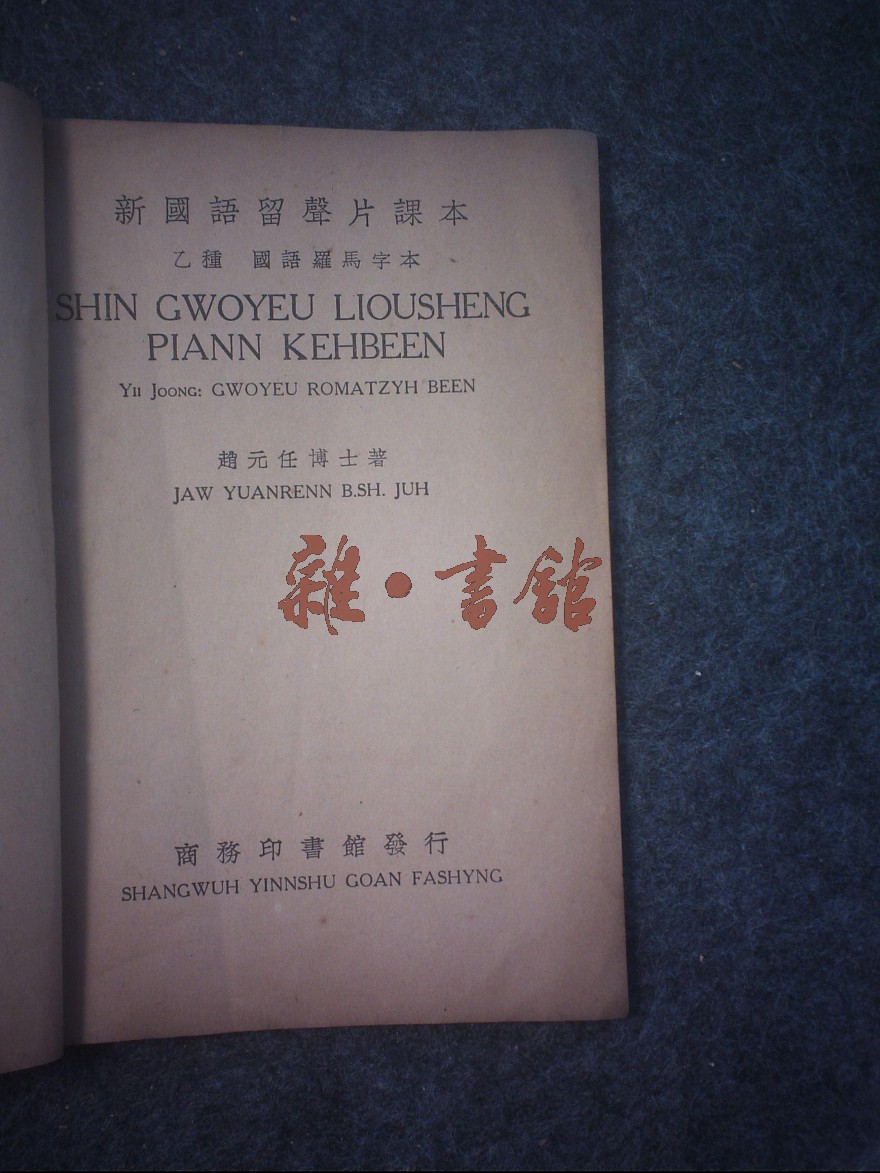 新國語留聲片課本
乙種 國語羅馬字本
SHIN GWOYEU LIOUSHENG
PIANN KEHBEEN
YII JOONG: GWOYEU ROMATZYH BEEN
趙元任博士著
JAW YUANRENN B.SH. JUH
雜·書館
商務印書館發行
SHANGWUH YINNSHU GOAN FASHYNG